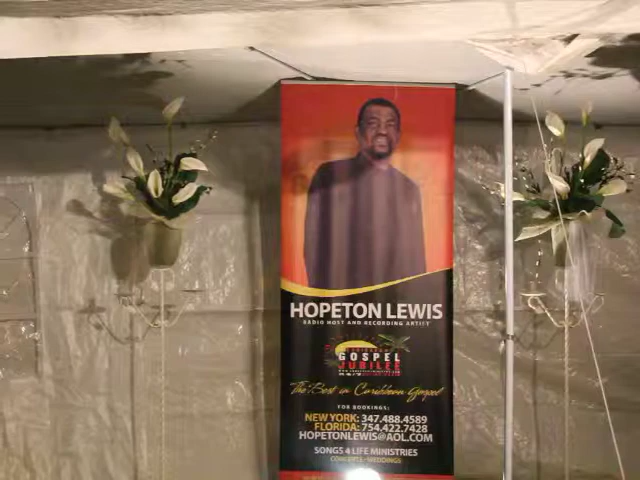 HOPETON LEWIS
RADIO HOST AND RECORDING ARTIST
GOSPEL
JUBILEE
The Best in Caribbean Gospel
FOR BOOKINGS:
NEW YORK: 347.488.4589
FLORIDA: 754.422.7428
HOPETONLEWIS@AOL.COM
SONGS 4 LIFE MINISTRIES
CONCERTS - WEDDINGS